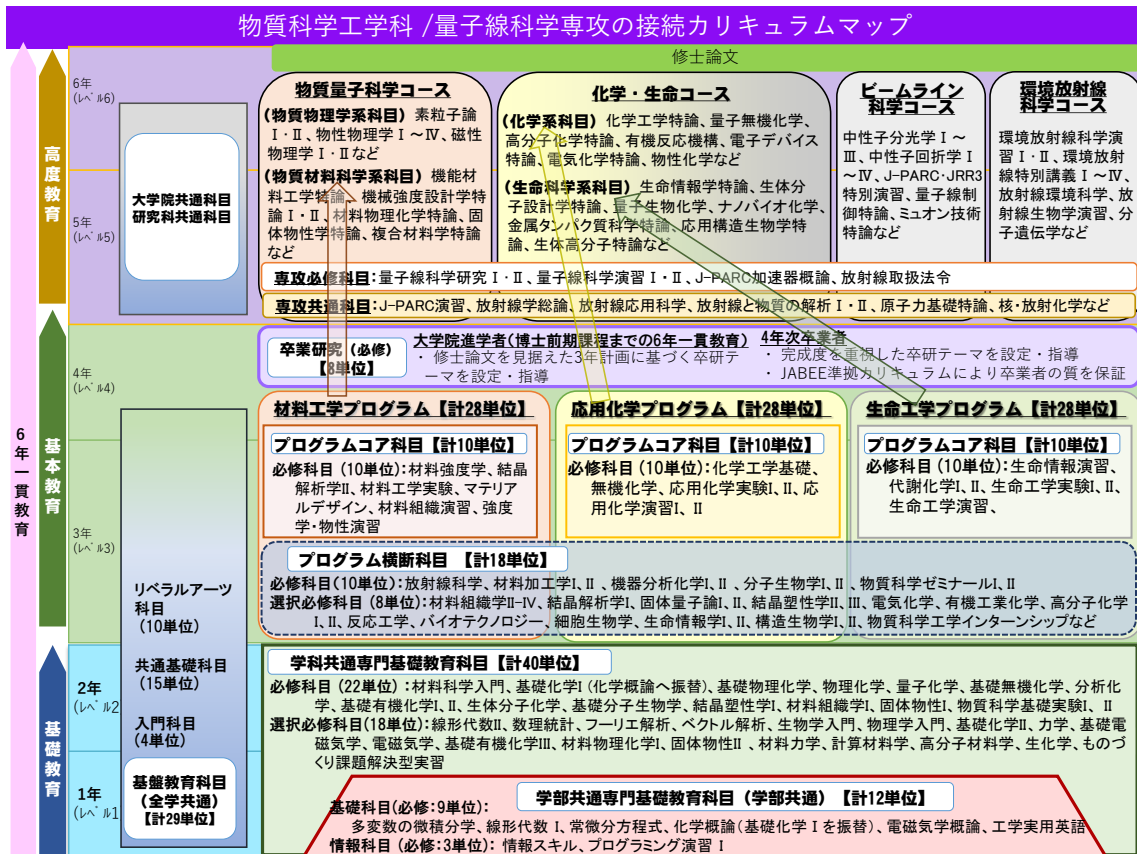 物質科学工学科 /量子線科学専攻の接続カリキュラムマップ
6年一貫教育
高度教育
基本教育
基礎教育
6年
(ﾚﾍﾞﾙ6)
5年
(ﾚﾍﾞﾙ5)
4年
(ﾚﾍﾞﾙ4)
3年
(ﾚﾍﾞﾙ3)
2年
(ﾚﾍﾞﾙ2
1年
(ﾚﾍﾞﾙ1
大学院共通科目
研究科共通科目
リベラルアーツ
科目
(10単位)
共通基礎科目
(15単位)
入門科目
(4単位)
基盤教育科目
(全学共通)
【計29単位】
修士論文
物質量子科学コース
(物質物理学系科目) 素粒子論
Ⅰ・Ⅱ、物性物理学Ⅰ～Ⅳ、磁性
物理学Ⅰ・Ⅱなど
(物質材料科学系科目) 機能材
料工学特論、機械強度設計学特
論Ⅰ・Ⅱ、材料物理化学特論、固
体物性学特論、複合材料学特論
など
化学・生命コース
(化学系科目) 化学工学特論、量子無機化学、
高分子化学特論、有機反応機構、電子デバイス
特論、電気化学特論、物性化学など
(生命科学系科目) 生命情報学特論、生体分
子設計学特論、量子生物化学、ナノバイオ化学、
金属タンパク質科学特論、応用構造生物学特
論、生体高分子特論など
ビームライン
科学コース
中性子分光学Ⅰ～
Ⅲ、中性子回折学Ⅰ
～Ⅳ、J-PARC・JRR3
特別演習、量子線制
御特論、ミュオン技術
特論など
環境放射線
科学コース
環境放射線科学演
習Ⅰ・Ⅱ、環境放射
線特別講義Ⅰ～Ⅳ、
放射線環境科学、放
射線生物学演習、分
子遺伝学など
専攻必修科目:量子線科学研究Ⅰ・Ⅱ、量子線科学演習Ⅰ・Ⅱ、J-PARC加速器概論、放射線取扱法令
専攻共通科目:J-PARC演習、放射線学総論、放射線応用科学、放射線と物質の解析Ⅰ・Ⅱ、原子力基礎特論、核・放射化学など
卒業研究 (必修)
【8単位】
大学院進学者(博士前期課程までの6年一貫教育)
・ 修士論文を見据えた3年計画に基づく卒研テ
ーマを設定・指導
4年次卒業者
・ 完成度を重視した卒研テーマを設定・指導
・ JABEE準拠カリキュラムにより卒業者の質を保証
材料工学プログラム【計28単位】
プログラムコア科目【計10単位】
必修科目 (10単位):材料強度学、結晶
解析学II、材料工学実験、マテリア
ルデザイン、材料組織演習、強度
学・物性演習
応用化学プログラム【計28単位】
プログラムコア科目【計10単位】
必修科目 (10単位):化学工学基礎、
無機化学、応用化学実験I、II、応
用化学演習I、II
生命工学プログラム【計28単位】
プログラムコア科目【計10単位】
必修科目 (10単位):生命情報演習、
代謝化学I、II、生命工学実験I、II、
生命工学演習、
プログラム横断科目 【計18単位】
必修科目(10単位):放射線科学、材料加工学I、II 、機器分析化学I、II 、分子生物学I、II 、物質科学ゼミナールI、II
選択必修科目 (8単位):材料組織学II-IV、結晶解析学I、固体量子論I、II、結晶塑性学II、III、電気化学、有機工業化学、高分子化学
I、II、反応工学、バイオテクノロジー、細胞生物学、生命情報学I、II、構造生物学I、II、物質科学工学インターンシップなど
学科共通専門基礎教育科目【計40単位】
必修科目 (22単位) :材料科学入門、基礎化学I (化学概論へ振替)、基礎物理化学、物理化学、量子化学、基礎無機化学、分析化
学、基礎有機化学I、II、生体分子化学、基礎分子生物学、結晶塑性学I、材料組織学I、固体物性I、物質科学基礎実験I、II
選択必修科目(18単位):線形代数II、数理統計、フーリエ解析、ベクトル解析、生物学入門、物理学入門、基礎化学II、力学、基礎電
磁気学、電磁気学、基礎有機化学III、材料物理化学I、固体物性II 、材料力学、計算材料学、高分子材料学、生化学、ものづ
くり課題解決型実習
学部共通専門基礎教育科目 (学部共通) 【計12単位】
基礎科目(必修:9単位):
多変数の微積分学、線形代数 I、常微分方程式、化学概論(基礎化学 I を振替)、電磁気学概論、工学実用英語
情報科目 (必修:3単位): 情報スキル、プログラミング演習 I